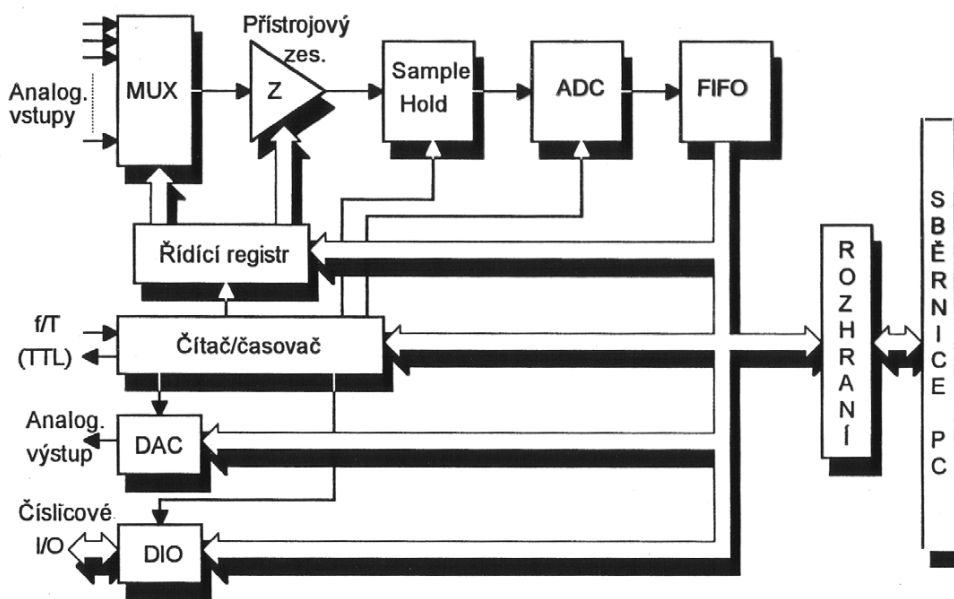 Přístrojový
zes.
Analog.
vstupy
MUX
Z
Sample
Hold
ADC
FIFO
Řídící registr
f/T
(TTL)
Čítač/časovač
Analog.
výstup
DAC
Číslicové
I/O
DIO
ROZHRANÍ
SBĚRNICE PC